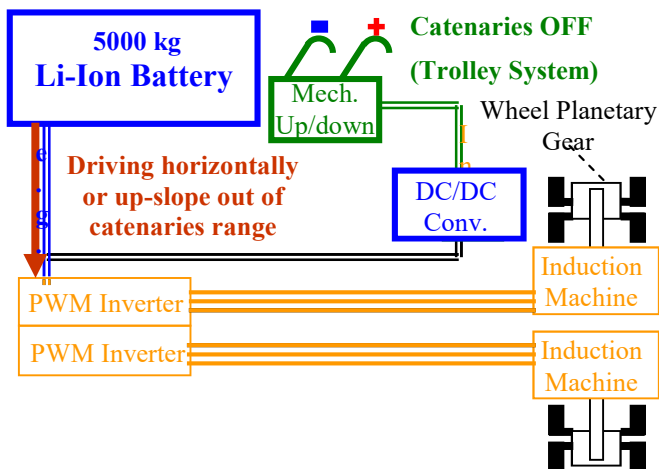 5000 kg
Li-Ion Battery
Catenaries OFF
(Trolley System)
Mech.
Up/down
Wheel Planetary
Gear
Driving horizontally
or up-slope out of
catenaries range
DC/DC
Conv.
PWM Inverter
PWM Inverter
Induction
Machine
Induction
Machine